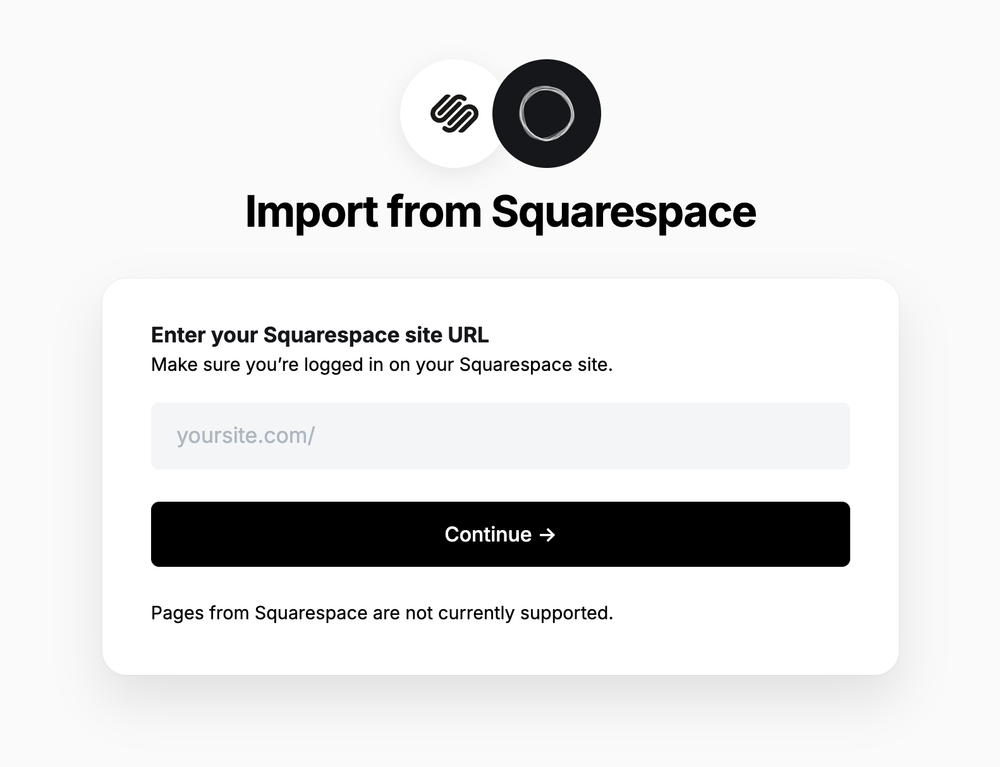 Import from Squarespace
Enter your Squarespace site URL
Make sure you’re logged in on your Squarespace site.
yoursite.com/
Continue →
Pages from Squarespace are not currently supported.